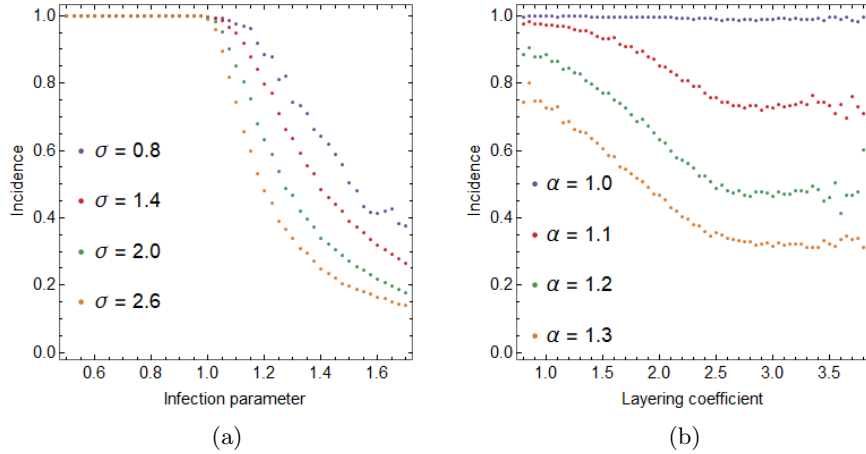 1.0
0.8
0.6
0.4
0.2
0.0
Incidence
σ = 0.8
σ = 1.4
σ = 2.0
σ = 2.6
0.6 0.8 1.0 1.2 1.4 1.6
Infection parameter
(a)
1.0
0.8
0.6
0.4
0.2
0.0
Incidence
α = 1.0
α = 1.1
α = 1.2
α = 1.3
1.0 1.5 2.0 2.5 3.0 3.5
Layering coefficient
(b)